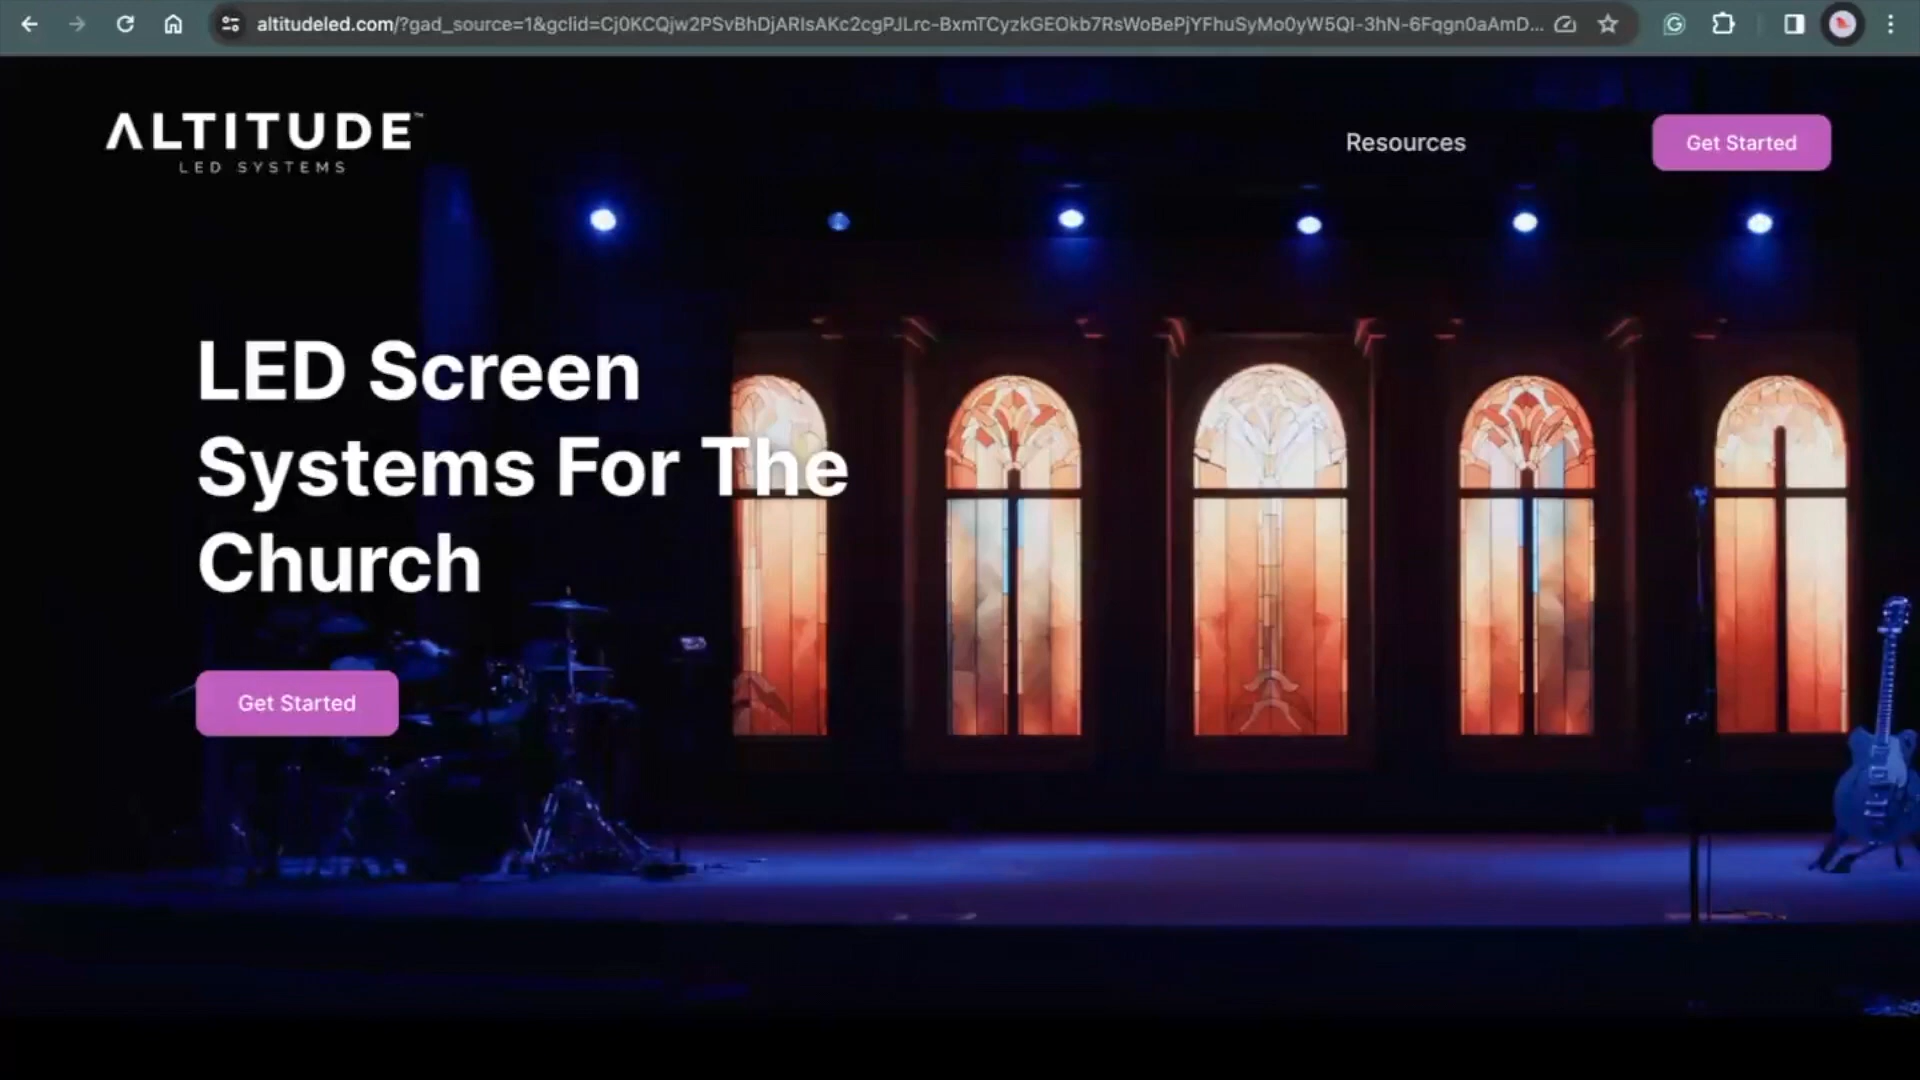 altitudeled.com/?gad_source=1&gclid=Cj0KCQjw2PSvBhDjARIsAKc2cgPJLrc-BxmTCyzkGEOkb7RsWoBePjYFhuSyMo0yW5QI-3hN-6Fqgn0aAmD...
ALTITUDE™
LED SYSTEMS
Resources
Get Started
LED Screen
Systems For The
Church
Get Started